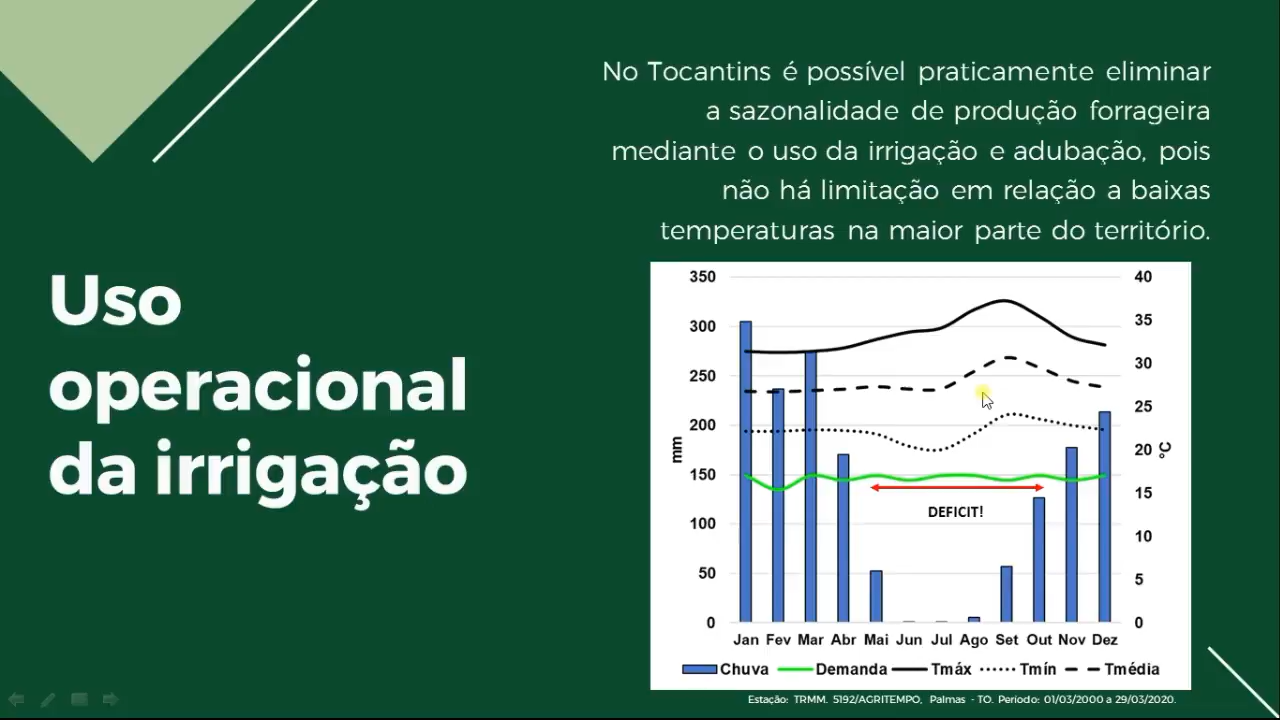 No Tocantins é possível praticamente eliminar
a sazonalidade de produção forrageira
mediante o uso da irrigação e adubação, pois
não há limitação em relação a baixas
temperaturas na maior parte do território.
Uso
operacional
da irrigação
350
300
250
200
150
100
50
0
mm
40
35
30
25
20
15
10
5
0
°C
DEFICIT!
Jan Fev Mar Abr Mai Jun Jul Ago Set Out Nov Dez
Chuva Demanda Tmáx Tmín Tmédia
Estação: TRMM. 5192/AGRITEMPO, Palmas - TO. Período: 01/03/2000 a 29/03/2020.